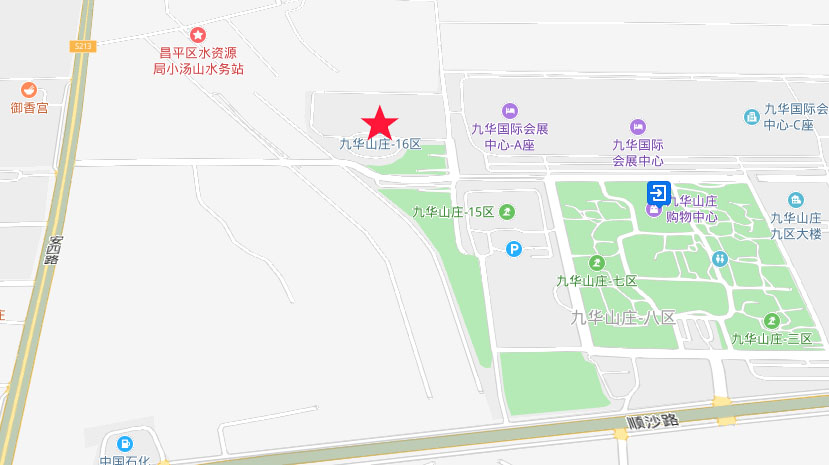 S213
昌平区水资源
局小汤山水务站
御香宫
九华山庄-16区
九华国际会展
中心-A座
九华国际
会展中心
九华国际会
中心-C座
九华山庄-15区
P
九华山庄
购物中心
九华山庄
九区大楼
安四路
九华山庄-七区
九华山庄-八区
九华山庄-三区
庄
顺沙路
中国石化